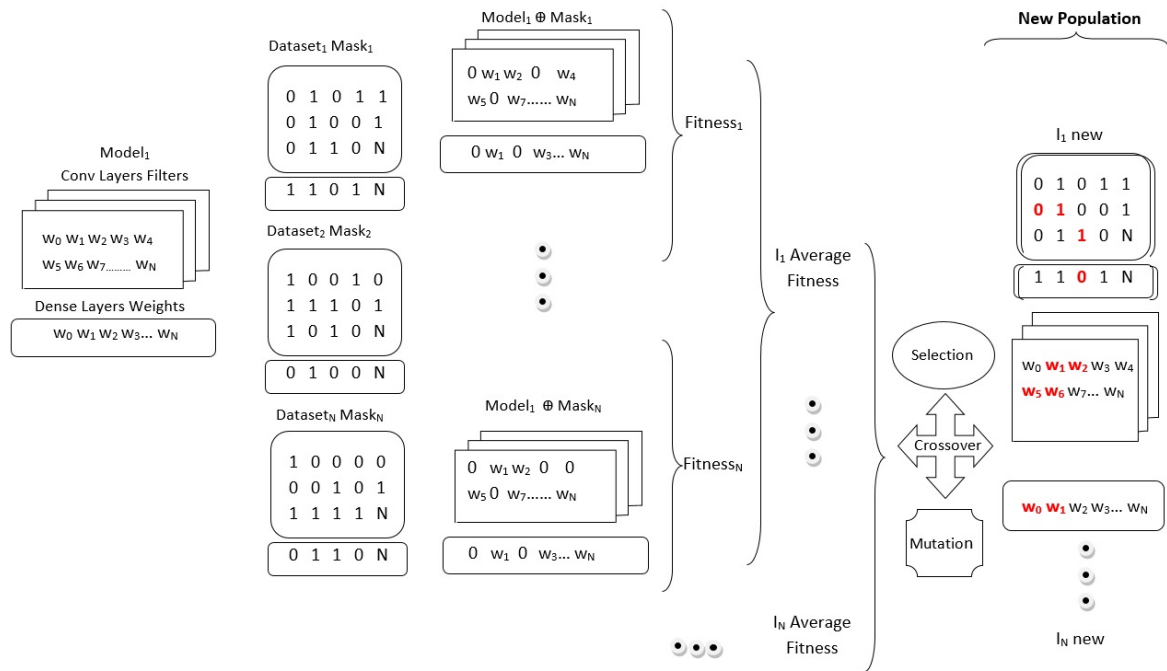 Model₁
Conv Layers Filters
w₀ w₁ w₂ w₃ w₄
w₅ w₆ w₇......... w_N
Dense Layers Weights
w₀ w₁ w₂ w₃... w_N
Dataset₁ Mask₁
0 1 0 1 1
0 1 0 0 1
0 1 1 0 N
1 1 0 1 N
Dataset₂ Mask₂
1 0 0 1 0
1 1 1 0 1
1 0 1 0 N
0 1 0 0 N
Dataset_N Mask_N
1 0 0 0 0
0 0 1 0 1
1 1 1 1 N
0 1 1 0 N
Model₁ ⊕ Mask₁
0 w₁ w₂ 0 w₄
w₅ 0 w₇...... w_N
0 w₁ 0 w₃... w_N
Model₁ ⊕ Mask_N
0 w₁ w₂ 0 0
w₅ 0 w₇...... w_N
0 w₁ 0 w₃... w_N
Fitness₁
Fitness_N
I₁ Average
Fitness
I_N Average
Fitness
Selection
Crossover
Mutation
New Population
I₁ new
0 1 0 1 1
0 1 0 0 1
0 1 1 0 N
1 1 0 1 N
w₀ w₁ w₂ w₃ w₄
w₅ w₆ w₇... w_N
w₀ w₁ w₂ w₃... w_N
I_N new